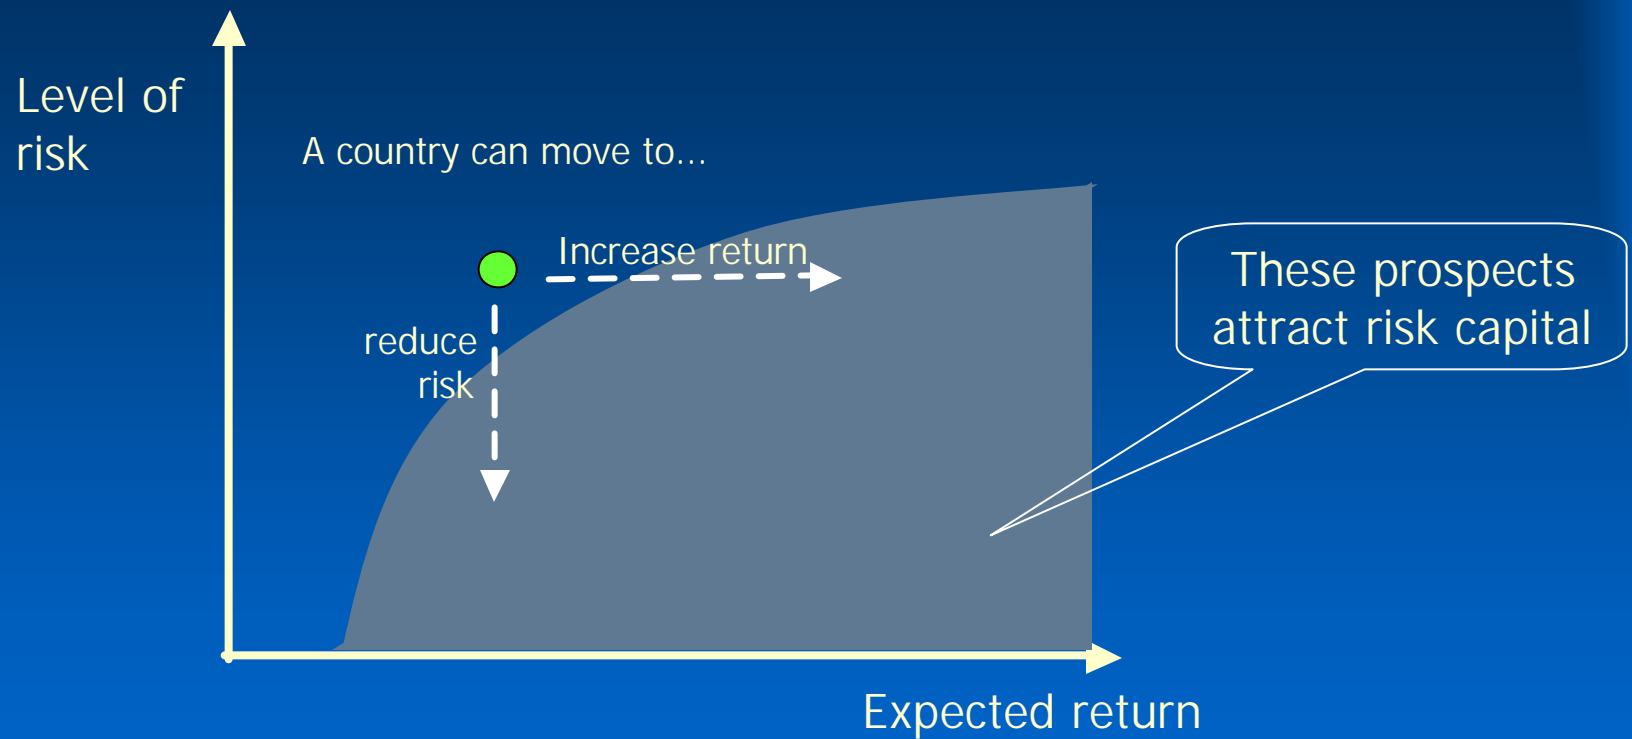 Level of
risk
A country can move to...
Increase return
reduce
risk
These prospects
attract risk capital
Expected return